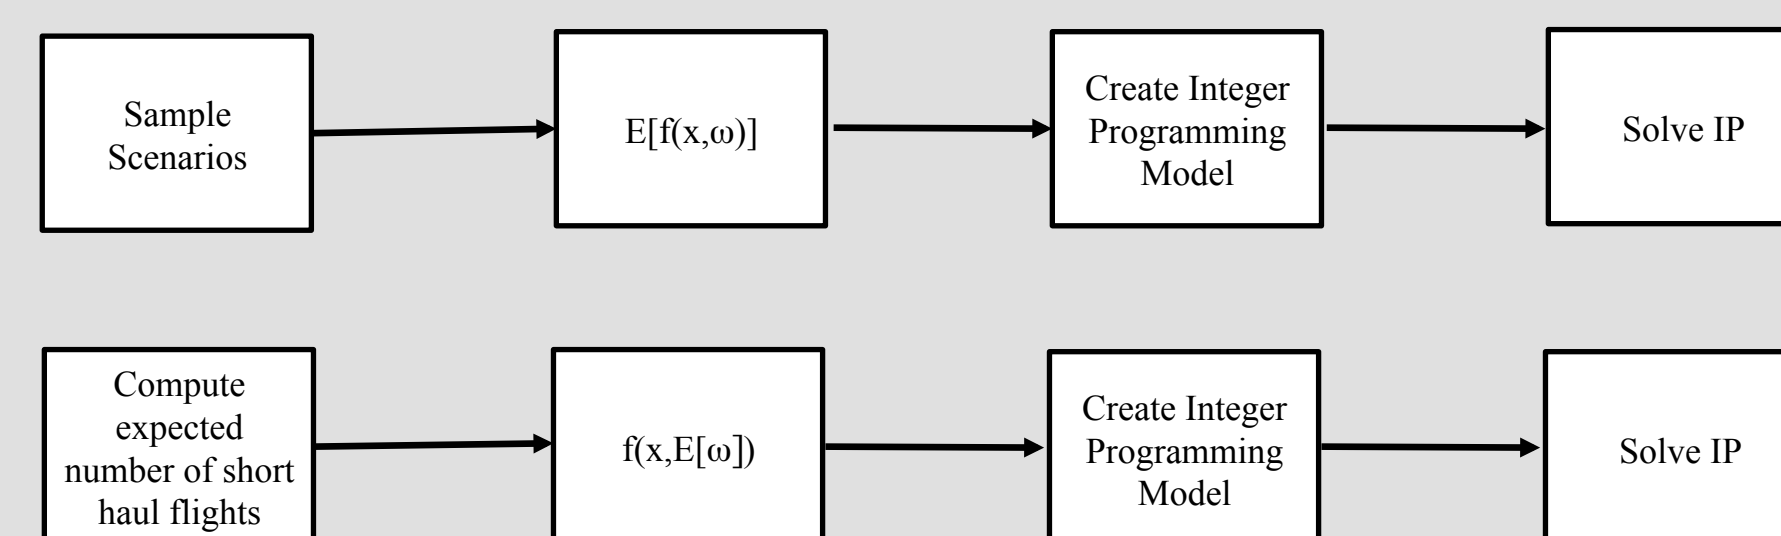 Sample
Scenarios
E[f(x,ω)]
Create Integer
Programming
Model
Solve IP
Compute
expected
number of short
haul flights
f(x,E[ω])
Create Integer
Programming
Model
Solve IP